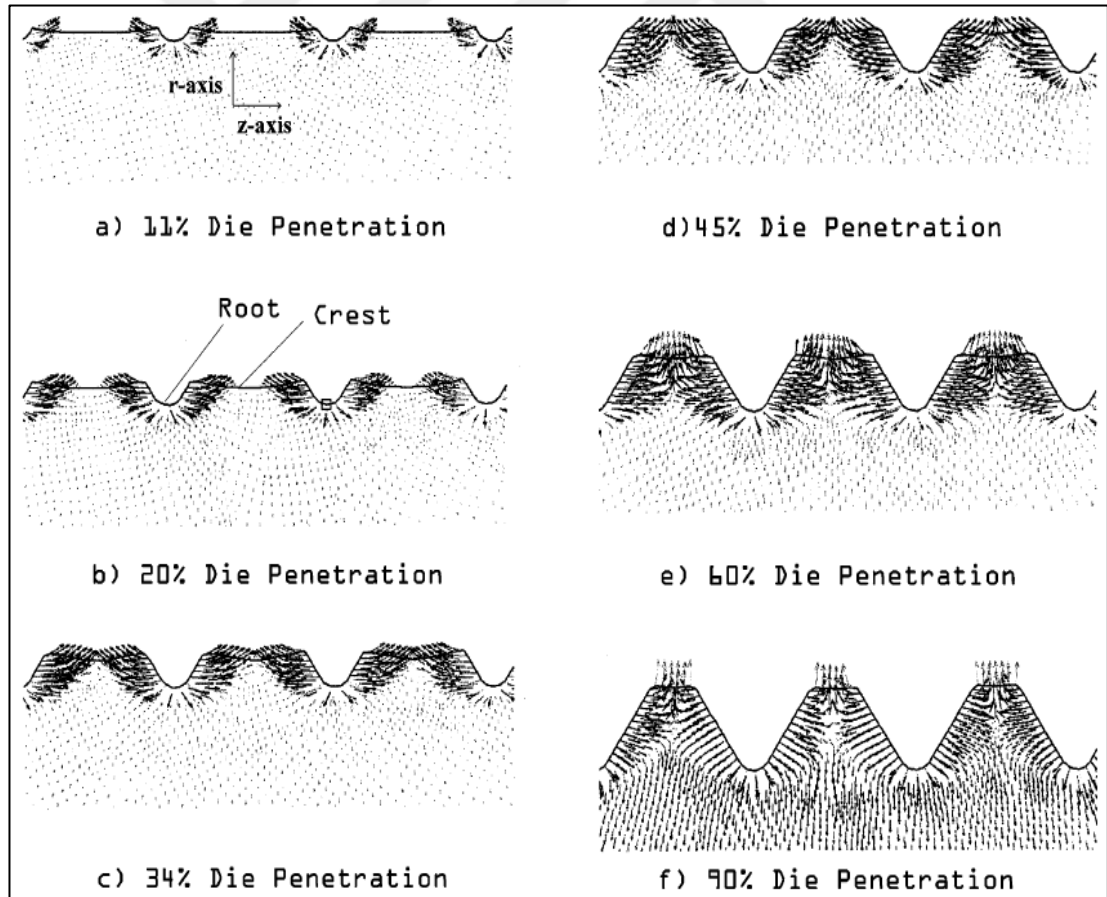 r-axis
z-axis
a) 11% Die Penetration
Root
Crest
b) 20% Die Penetration
c) 34% Die Penetration
d)45% Die Penetration
e) 60% Die Penetration
f) 90% Die Penetration